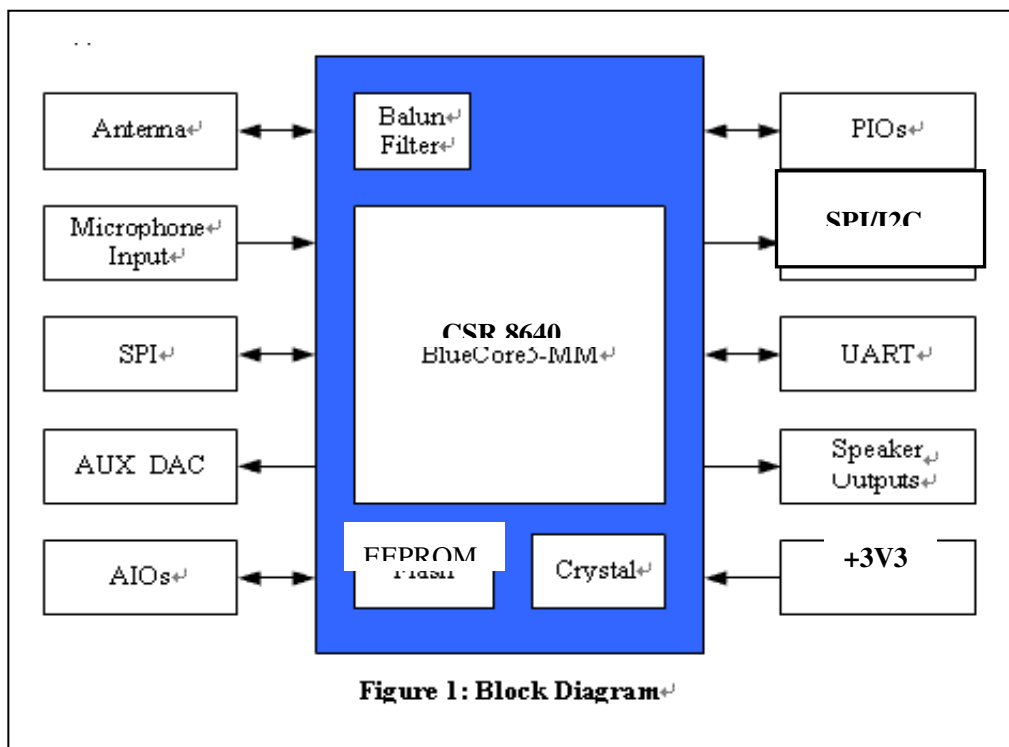 Antenna
Balun
Filter
PIOs
Microphone
Input
SPI/I2C
CSR 8640
BlueCore5-MM
SPI
UART
AUX DAC
Speaker
Outputs
EEPROM
Flash
Crystal
AIOs
+3V3
Figure 1: Block Diagram